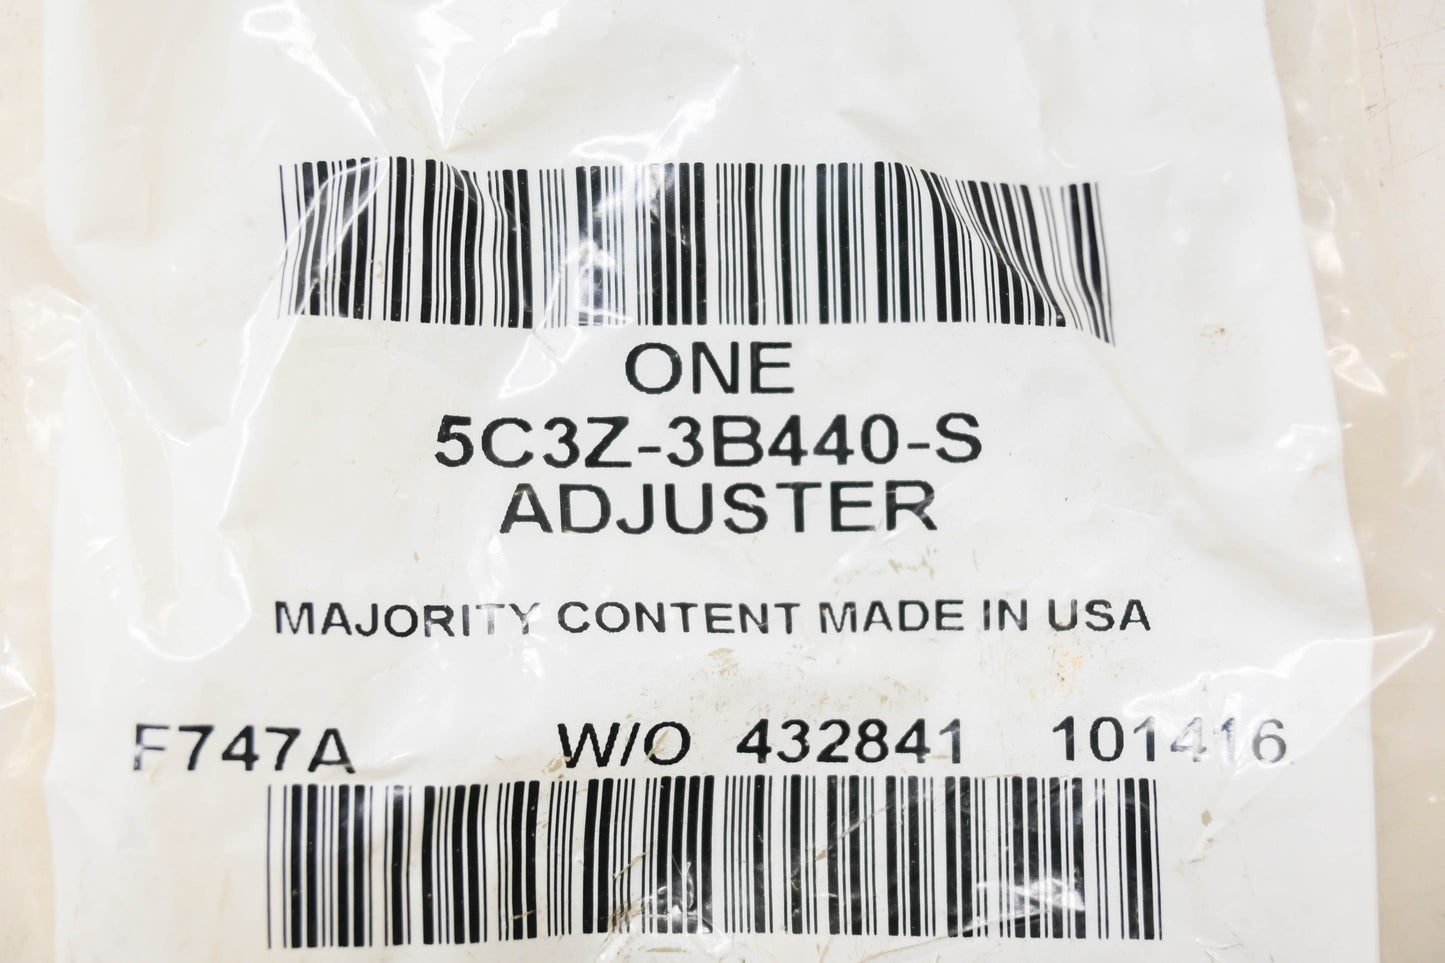 ONE
5C3Z-3B440-S
ADJUSTER
MAJORITY CONTENT MADE IN USA
F747A W/O 432841 101416